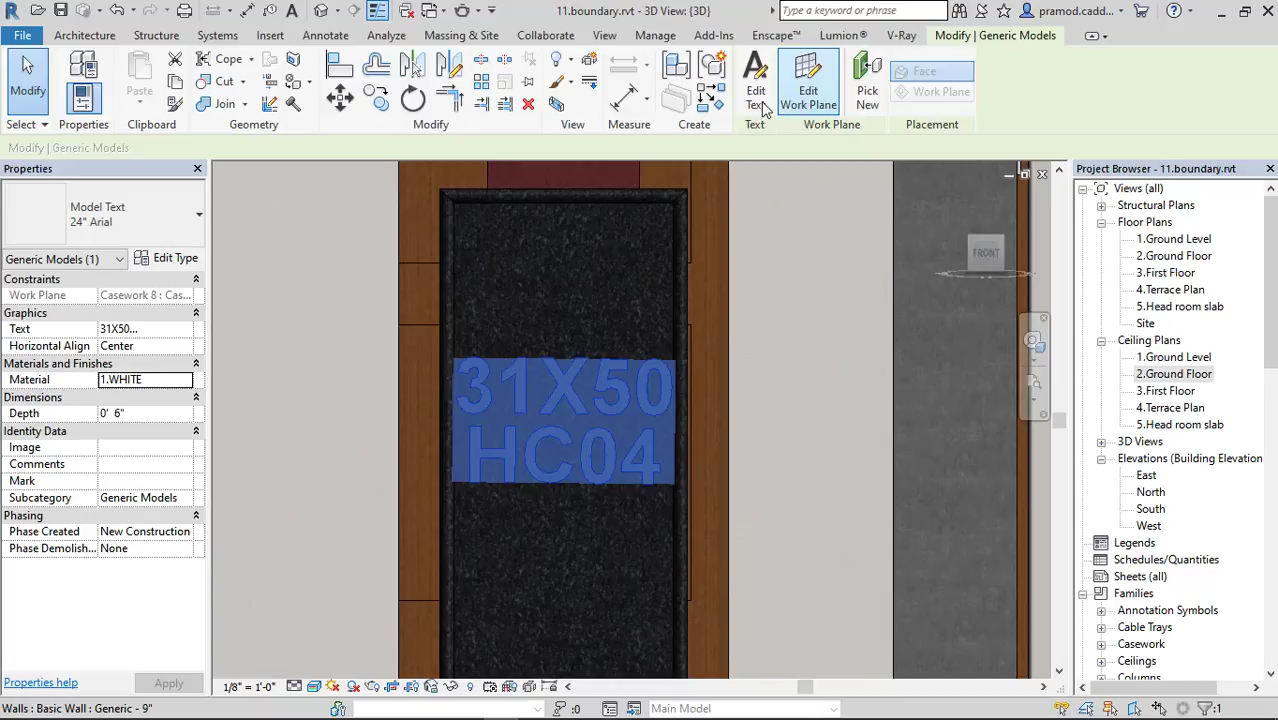 11.boundary.rvt - 3D View: {3D}
Type a keyword or phrase
pramod.cadd...
File
Architecture
Structure
Systems
Insert
Annotate
Analyze
Massing & Site
Collaborate
View
Manage
Add-Ins
Enscape™
Lumion®
V-Ray
Modify | Generic Models
Modify
Paste
Cope
Cut
Join
Edit
Text
Edit
Work Plane
Pick
New
Face
Work Plane
Select
Properties
Clipboard
Geometry
Modify
View
Measure
Create
Text
Work Plane
Placement
Modify | Generic Models
Properties
Model Text
24" Arial
Generic Models (1)
Edit Type
Constraints
Work Plane
Casework 8 : Cas...
Graphics
Text
31X50...
Horizontal Align
Center
Materials and Finishes
Material
1.WHITE
Dimensions
Depth
0' 6"
Identity Data
Image
Comments
Mark
Subcategory
Generic Models
Phasing
Phase Created
New Construction
Phase Demolish...
None
Properties help
Apply
31X50
HC04
FRONT
Project Browser - 11.boundary.rvt
Views (all)
Structural Plans
Floor Plans
1.Ground Level
2.Ground Floor
3.First Floor
4.Terrace Plan
5.Head room slab
Site
Ceiling Plans
1.Ground Level
2.Ground Floor
3.First Floor
4.Terrace Plan
5.Head room slab
3D Views
Elevations (Building Elevation
East
North
South
West
Legends
Schedules/Quantities
Sheets (all)
Families
Annotation Symbols
Cable Trays
Casework
Ceilings
Columns
1/8" = 1'-0"
Walls : Basic Wall : Generic - 9"
:0
Main Model
:1